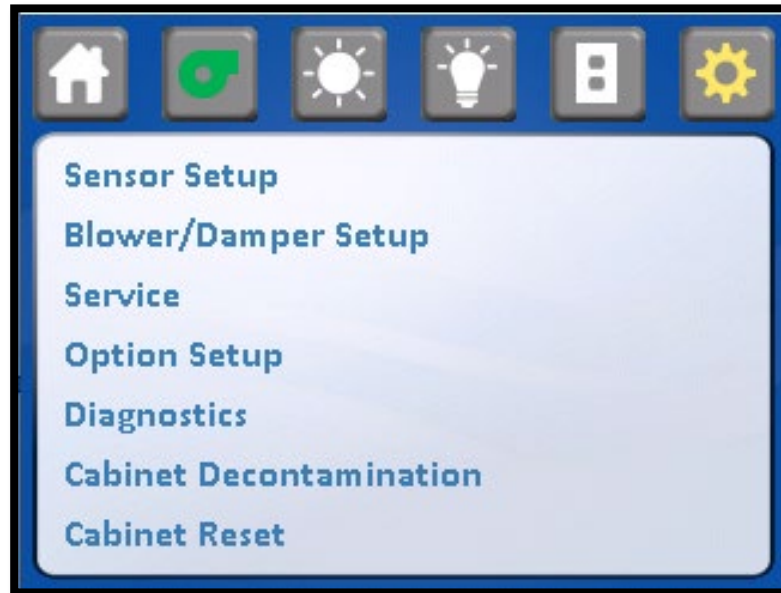 Sensor Setup
Blower/Damper Setup
Service
Option Setup
Diagnostics
Cabinet Decontamination
Cabinet Reset